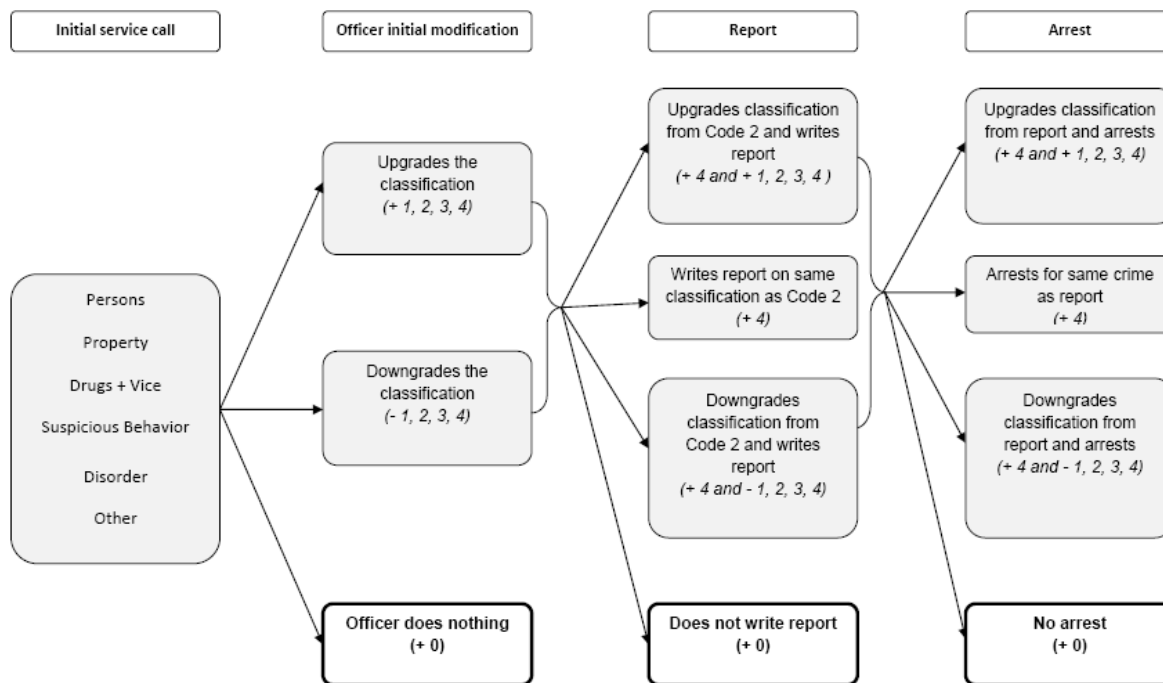 Initial service call
Officer initial modification
Report
Arrest
Persons
Property
Drugs + Vice
Suspicious Behavior
Disorder
Other
Upgrades the
classification
(+ 1, 2, 3, 4)
Downgrades the
classification
(- 1, 2, 3, 4)
Officer does nothing
(+ 0)
Upgrades classification
from Code 2 and writes
report
(+ 4 and + 1, 2, 3, 4 )
Writes report on same
classification as Code 2
(+ 4)
Downgrades
classification from
Code 2 and writes
report
(+ 4 and - 1, 2, 3, 4)
Does not write report
(+ 0)
Upgrades classification
from report and arrests
(+ 4 and + 1, 2, 3, 4)
Arrests for same crime
as report
(+ 4)
Downgrades
classification from
report and arrests
(+ 4 and - 1, 2, 3, 4)
No arrest
(+ 0)